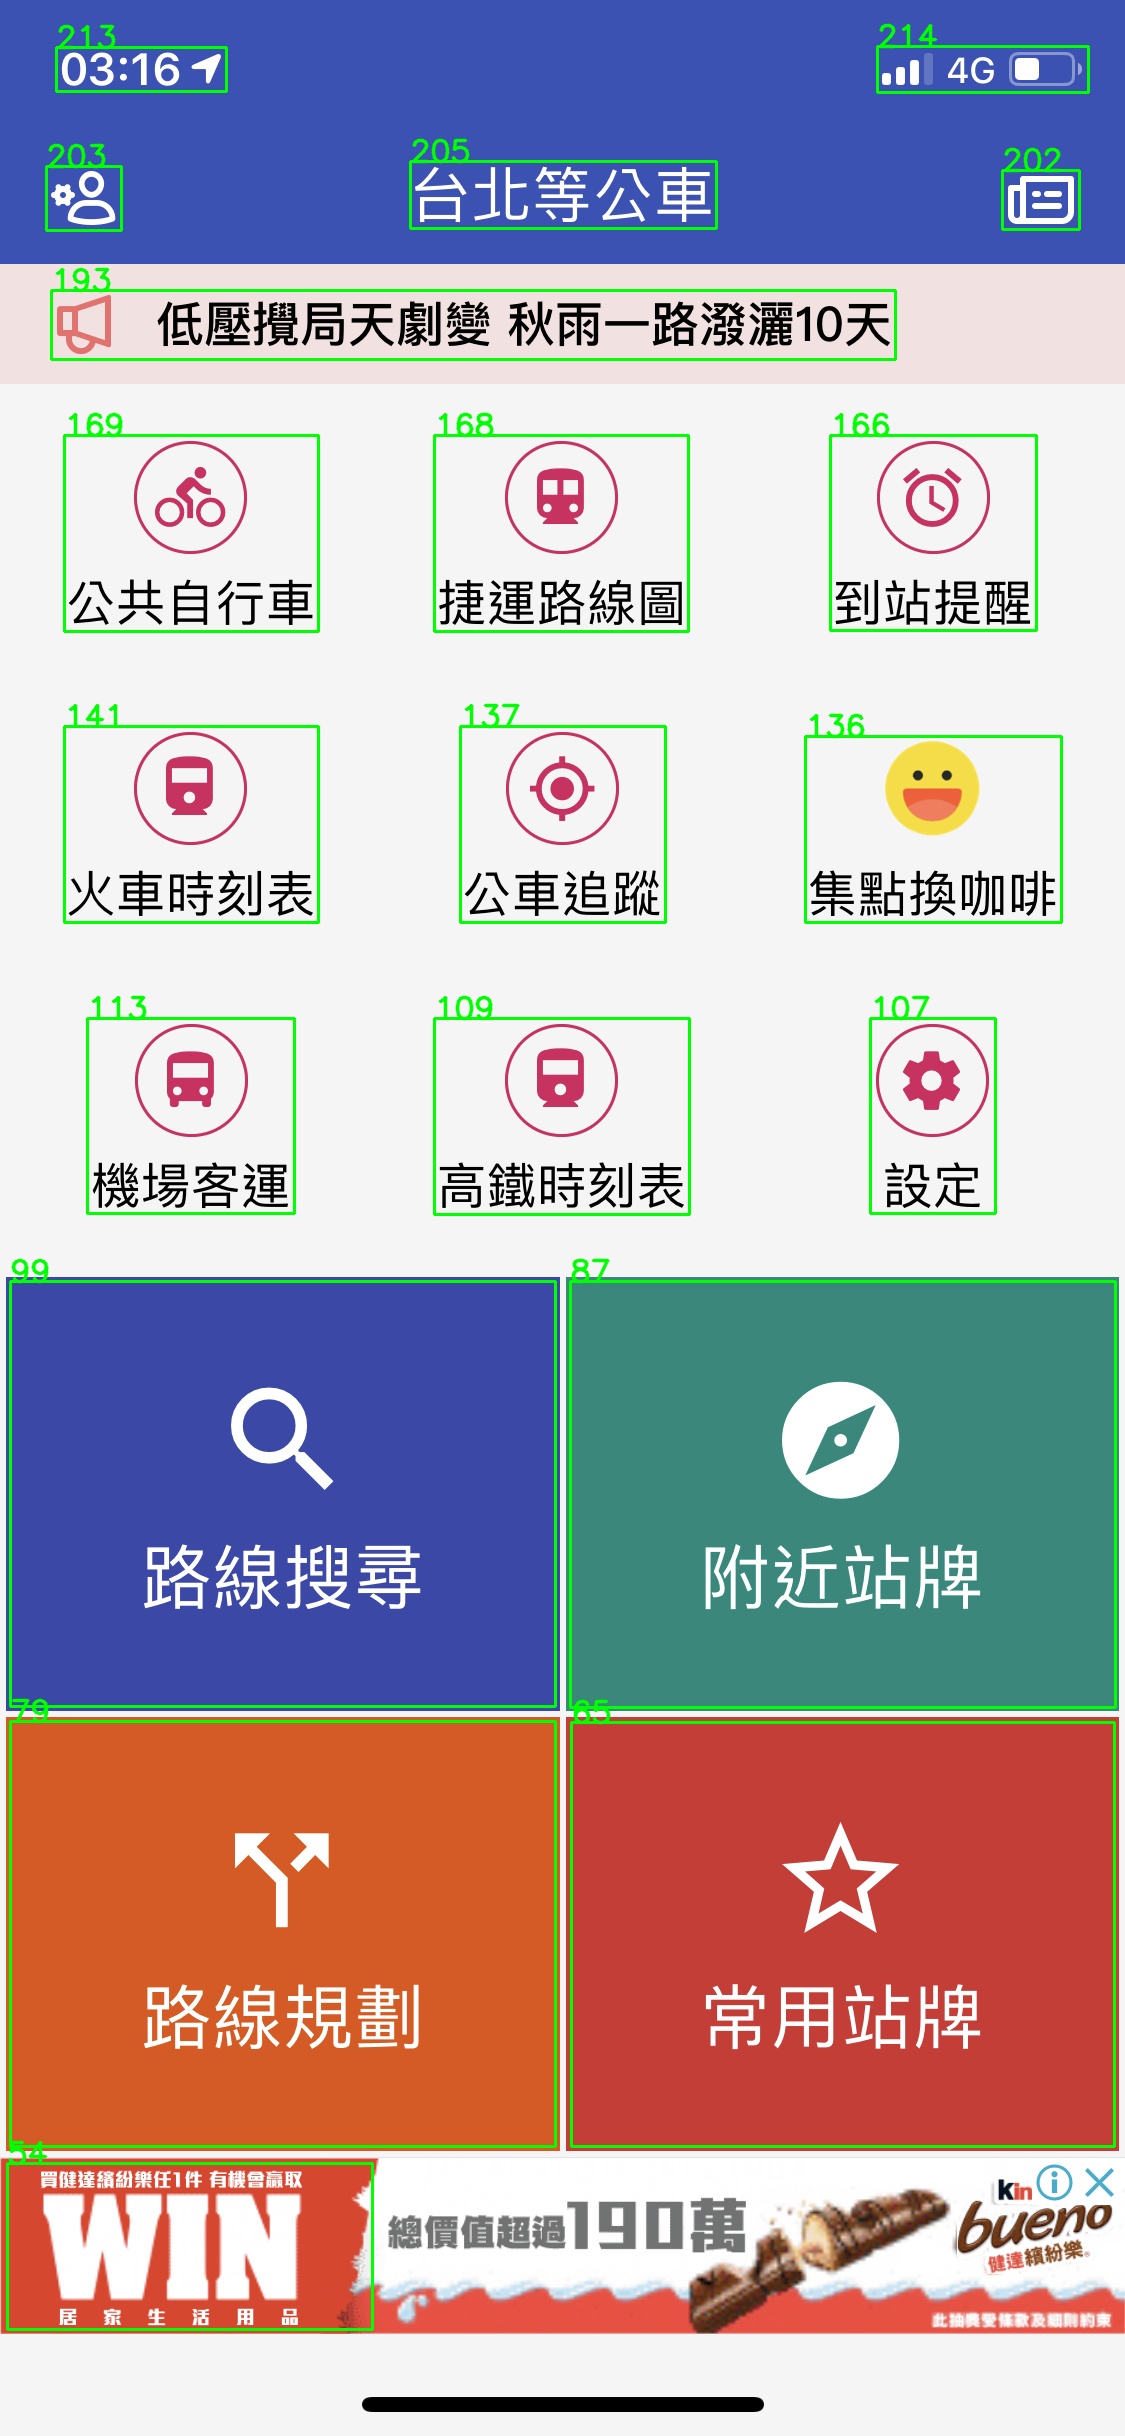 213
03:16
214
4G
203
205
台北等公車
202
193
低壓攪局天劇變 秋雨一路潑灑10天
169
168
166
公共自行車
捷運路線圖
到站提醒
141
137
136
火車時刻表
公車追蹤
集點換咖啡
113
109
107
機場客運
高鐵時刻表
設定
99
87
路線搜尋
附近站牌
79
65
路線規劃
常用站牌
54
買健達繽紛樂任1件 有機會贏取
WIN
居家生活用品
總價值超過190萬
kin
bueno
健達繽紛樂
此抽獎受條款及細則約束